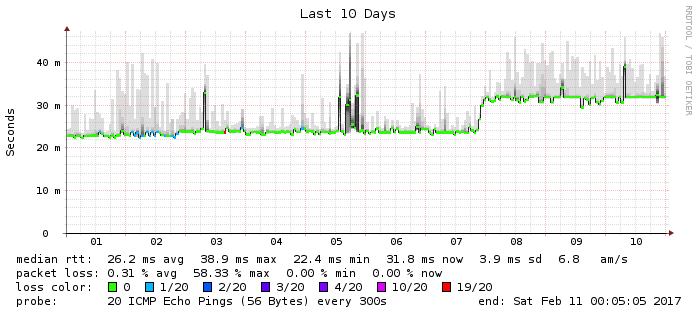 Last 10 Days
RRDTOOL / TOBI OETIKER
Seconds
40 m
30 m
20 m
10 m
0
01 02 03 04 05 06 07 08 09 10
median rtt: 26.2 ms avg 38.9 ms max 22.4 ms min 31.8 ms now 3.9 ms sd 6.8 am/s
packet loss: 0.31 % avg 58.33 % max 0.00 % min 0.00 % now
loss color: 0 1/20 2/20 3/20 4/20 10/20 19/20
probe: 20 ICMP Echo Pings (56 Bytes) every 300s end: Sat Feb 11 00:05:05 2017